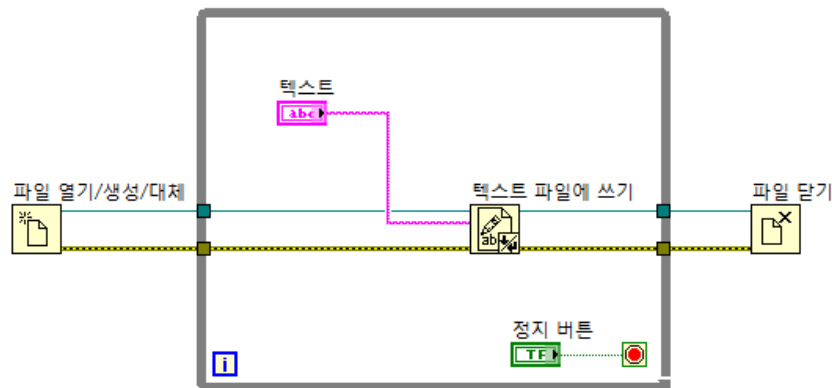 텍스트
abc
파일 열기/생성/대체
텍스트 파일에 쓰기
파일 닫기
ab
정지 버튼
TF
i